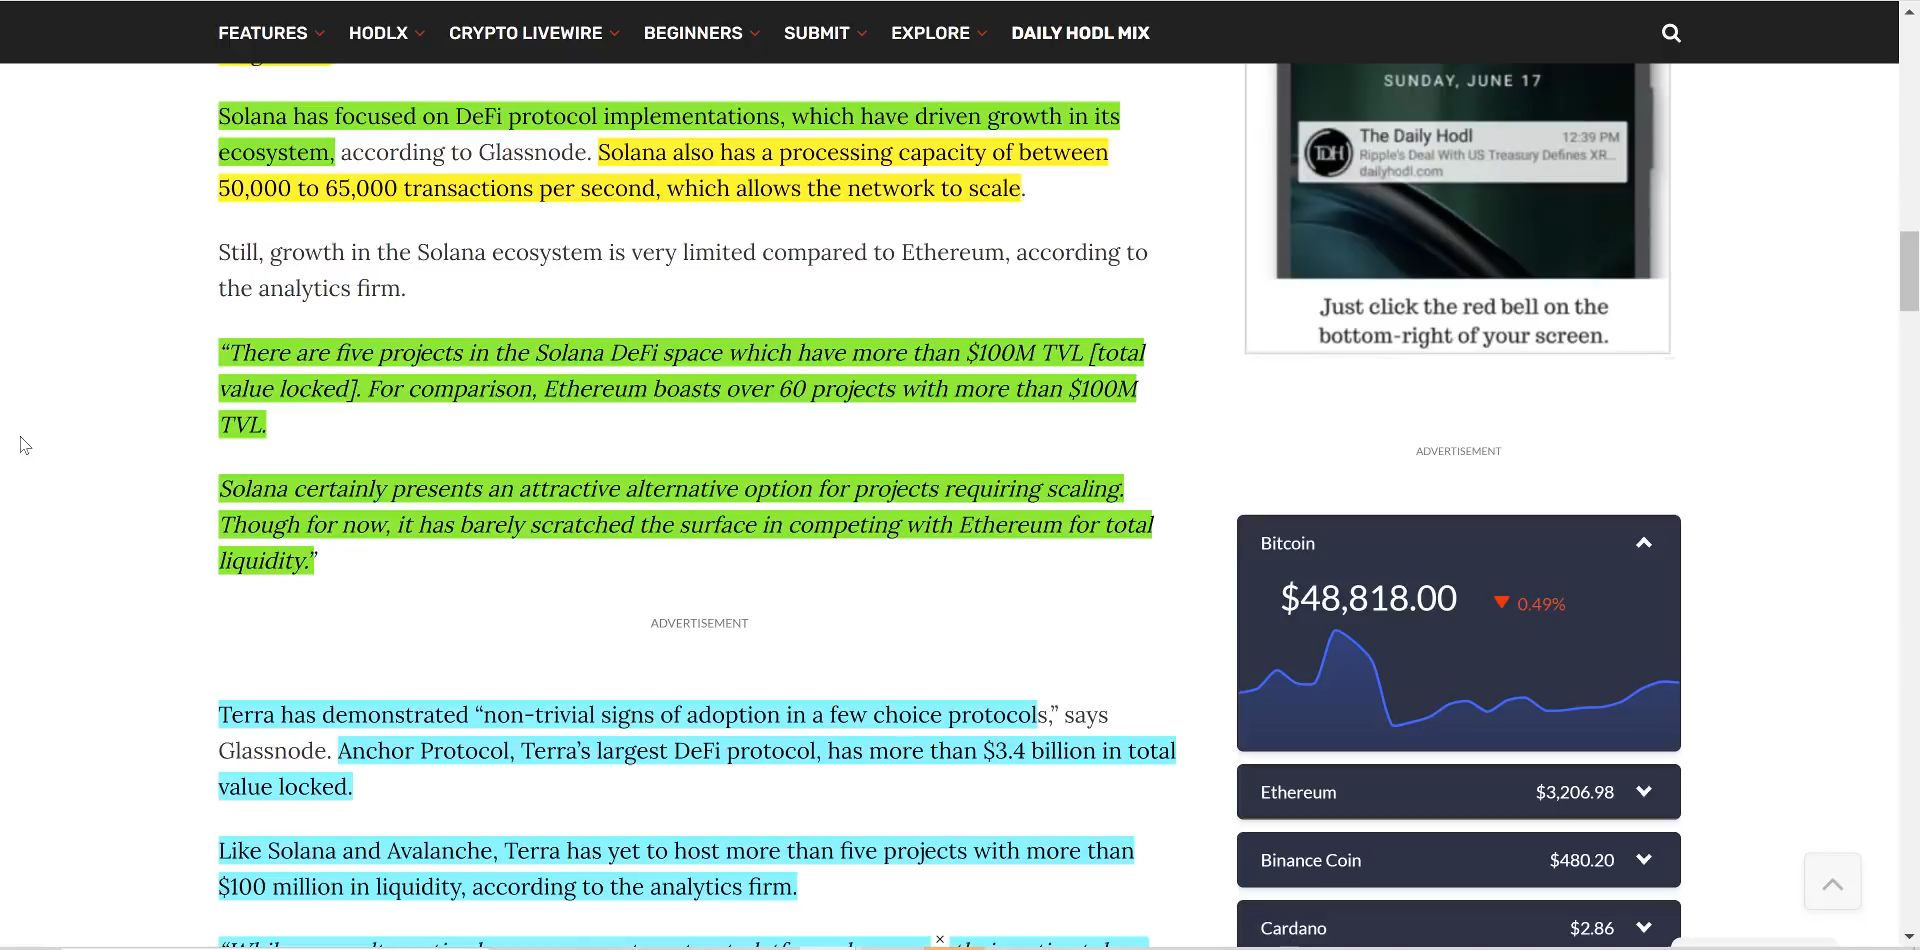 FEATURES HODLX CRYPTO LIVEWIRE BEGINNERS SUBMIT EXPLORE DAILY HODL MIX
Solana has focused on DeFi protocol implementations, which have driven growth in its
ecosystem, according to Glassnode. Solana also has a processing capacity of between
50,000 to 65,000 transactions per second, which allows the network to scale.
Still, growth in the Solana ecosystem is very limited compared to Ethereum, according to
the analytics firm.
“There are five projects in the Solana DeFi space which have more than $100M TVL [total
value locked]. For comparison, Ethereum boasts over 60 projects with more than $100M
TVL.
Solana certainly presents an attractive alternative option for projects requiring scaling.
Though for now, it has barely scratched the surface in competing with Ethereum for total
liquidity.”
ADVERTISEMENT
Terra has demonstrated “non-trivial signs of adoption in a few choice protocols,” says
Glassnode. Anchor Protocol, Terra’s largest DeFi protocol, has more than $3.4 billion in total
value locked.
Like Solana and Avalanche, Terra has yet to host more than five projects with more than
$100 million in liquidity, according to the analytics firm.
SUNDAY, JUNE 17
The Daily Hodl 12:39 PM
TDH
Ripple's Deal With US Treasury Defines XR...
dailyhodl.com
Just click the red bell on the
bottom-right of your screen.
ADVERTISEMENT
Bitcoin
$48,818.00 0.49%
Ethereum $3,206.98
Binance Coin $480.20
Cardano $2.86